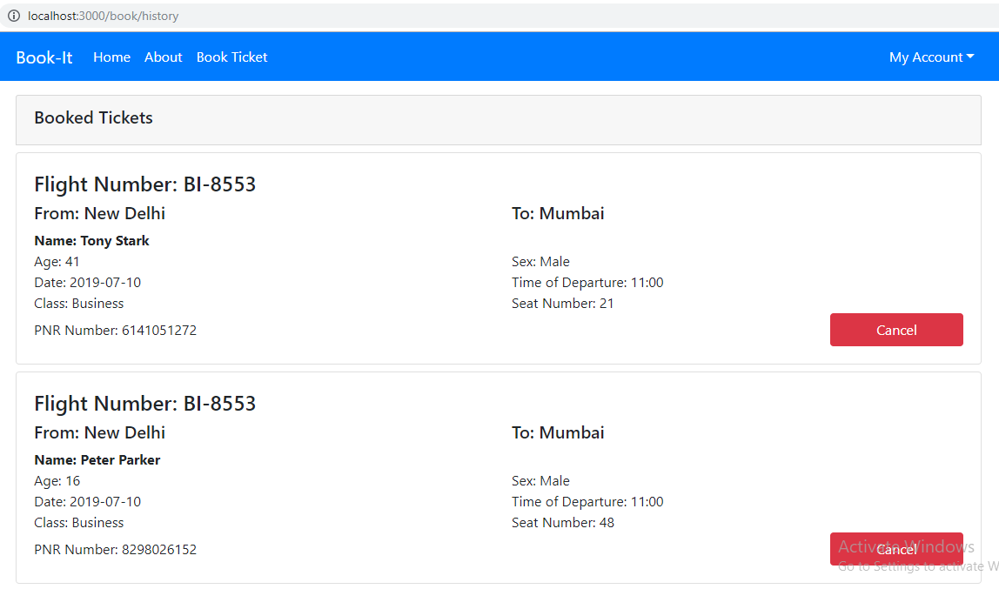 localhost:3000/book/history
Book-It Home About Book Ticket My Account
Booked Tickets
Flight Number: BI-8553
From: New Delhi To: Mumbai
Name: Tony Stark
Age: 41 Sex: Male
Date: 2019-07-10 Time of Departure: 11:00
Class: Business Seat Number: 21
PNR Number: 6141051272 Cancel
Flight Number: BI-8553
From: New Delhi To: Mumbai
Name: Peter Parker
Age: 16 Sex: Male
Date: 2019-07-10 Time of Departure: 11:00
Class: Business Seat Number: 48
PNR Number: 8298026152 Cancel
Activate Windows
Go to Settings to activate W